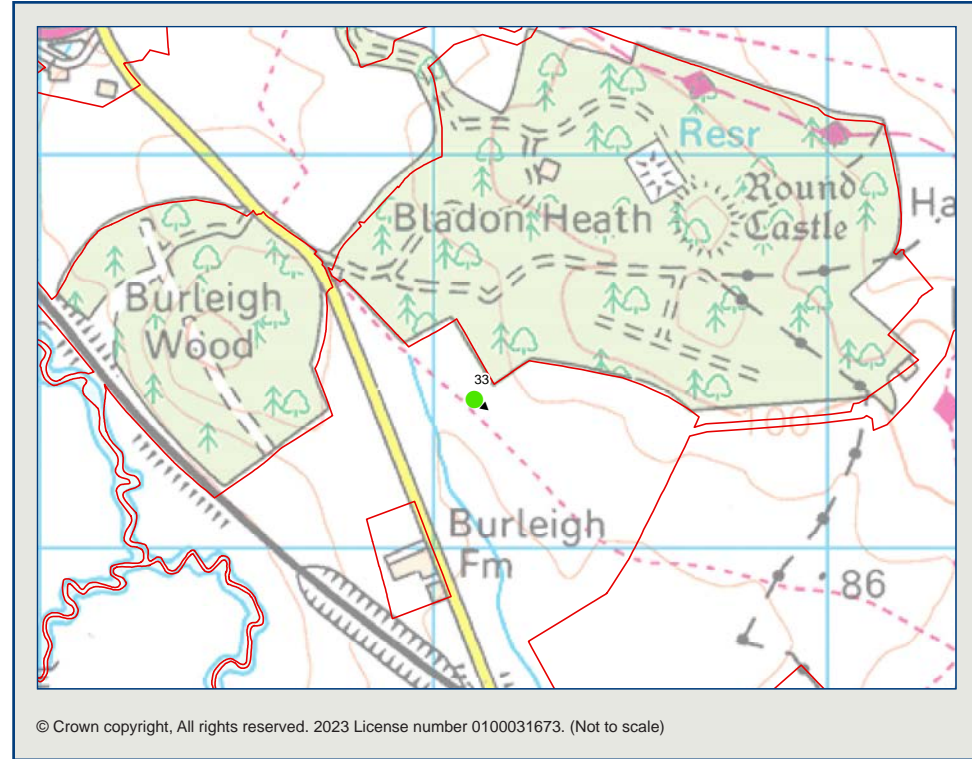 Resr
Round
Castle
Ha
Bladon Heath
Burleigh
Wood
33
100
Burleigh
Fm
86
© Crown copyright, All rights reserved. 2023 License number 0100031673. (Not to scale)